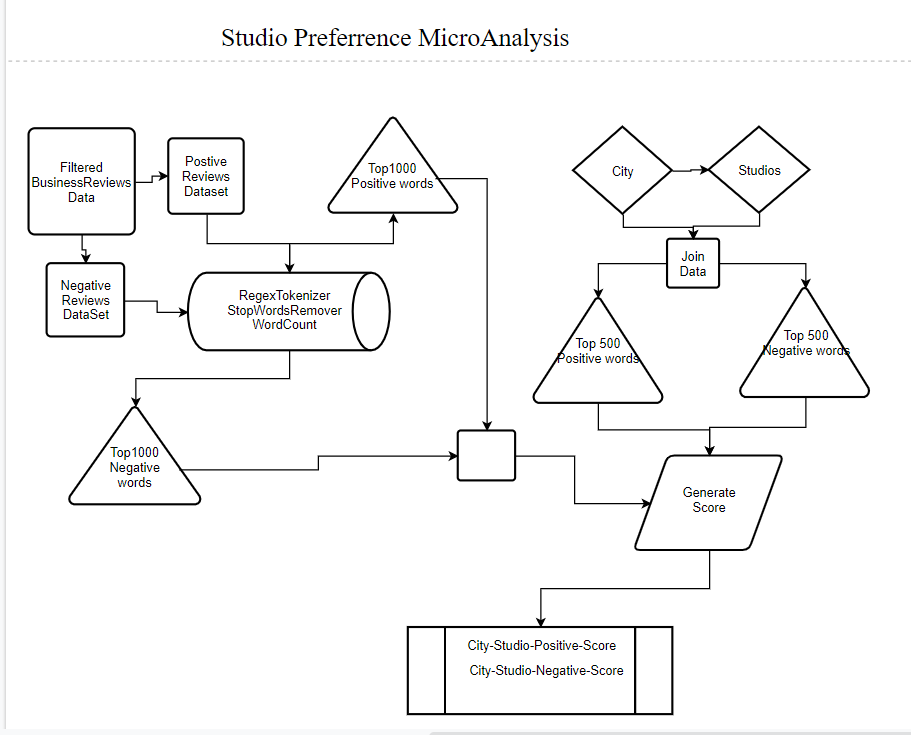 Studio Preferrence MicroAnalysis
Filtered
BusinessReviews
Data
Postive
Reviews
Dataset
Top1000
Positive words
City
Studios
Negative
Reviews
DataSet
RegexTokenizer
StopWordsRemover
WordCount
Join
Data
Top 500
Positive words
Top 500
Negative words
Top1000
Negative
words
Generate
Score
City-Studio-Positive-Score
City-Studio-Negative-Score